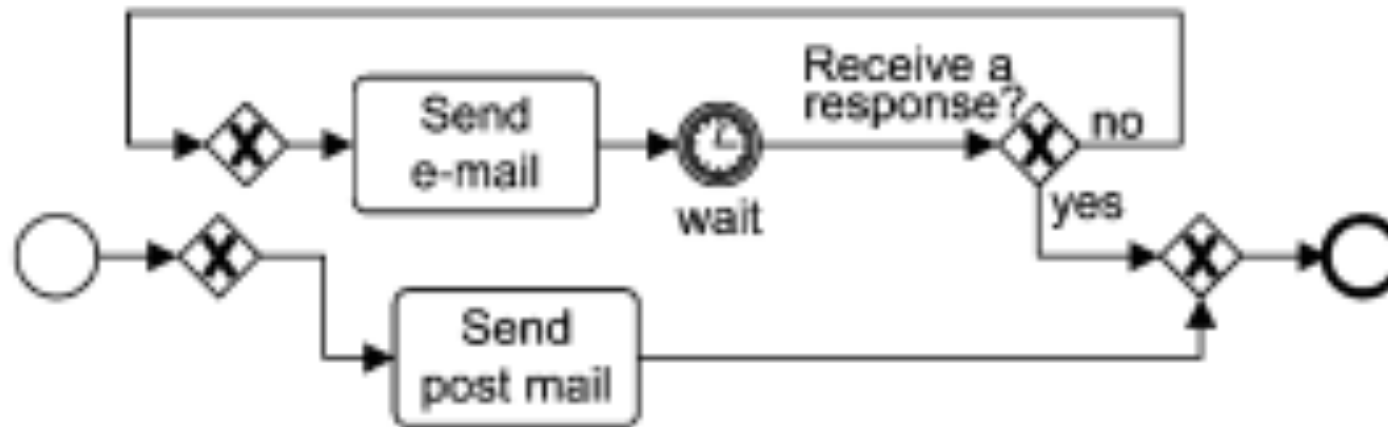 Receive a
response?
Send
e-mail
no
wait
yes
Send
post mail